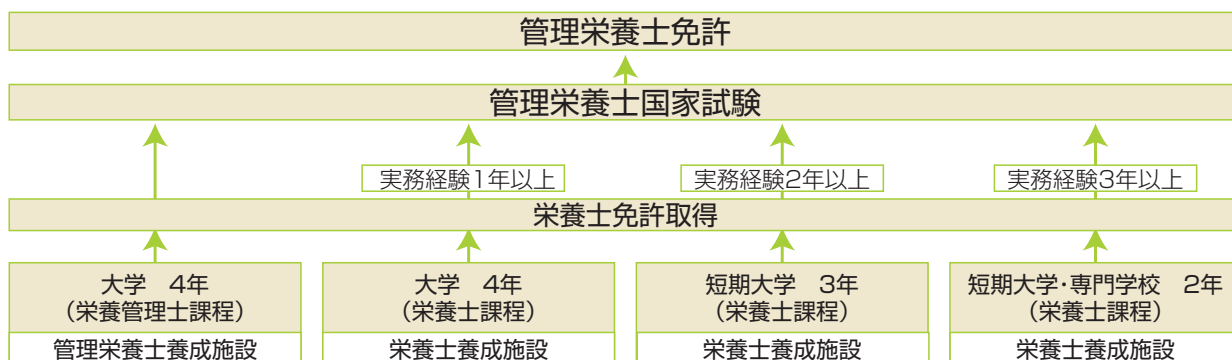 管理栄養士免許
管理栄養士国家試験
実務経験1年以上
実務経験2年以上
実務経験3年以上
栄養士免許取得
大学　4年
（栄養管理士課程）
管理栄養士養成施設
大学　4年
（栄養士課程）
栄養士養成施設
短期大学　3年
（栄養士課程）
栄養士養成施設
短期大学・専門学校　2年
（栄養士課程）
栄養士養成施設